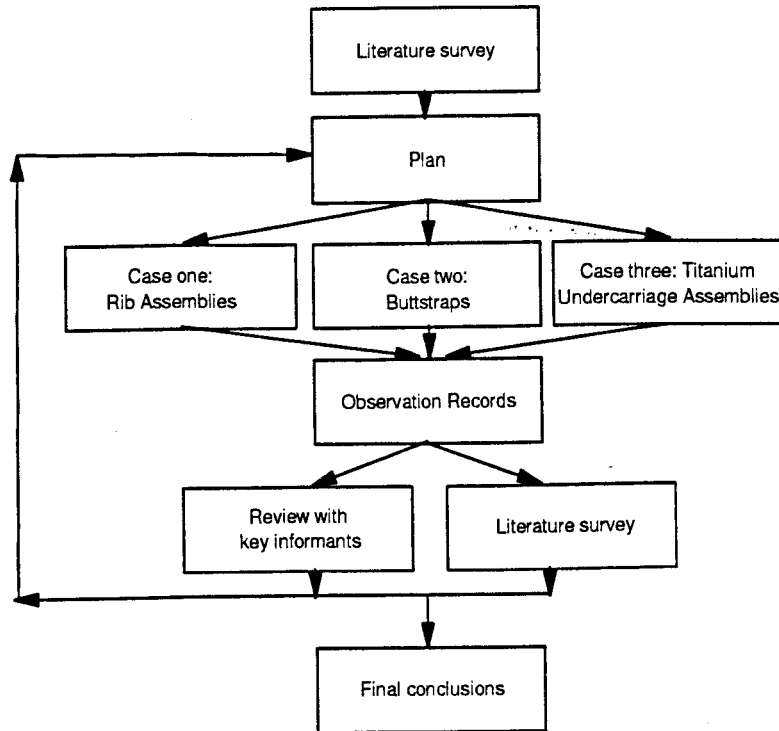 Literature survey
Plan
Case one:
Rib Assemblies
Case two:
Buttstraps
Case three: Titanium
Undercarriage Assemblies
Observation Records
Review with
key informants
Literature survey
Final conclusions